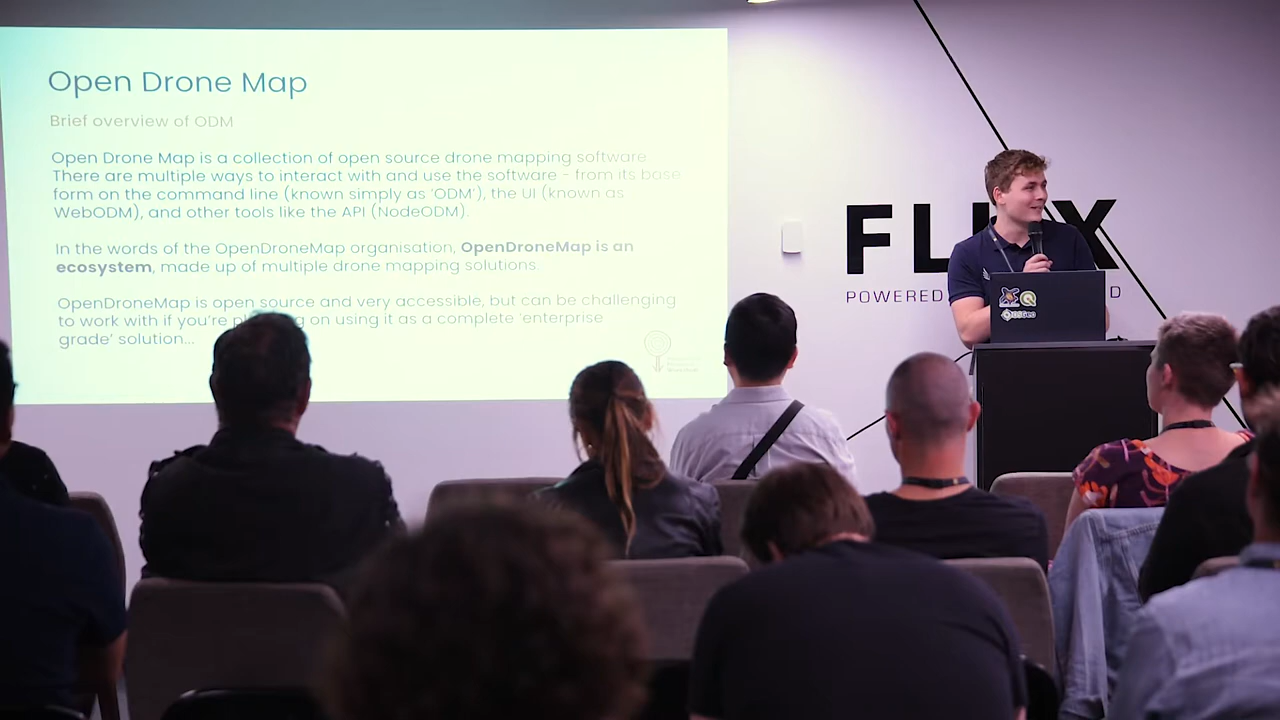 Open Drone Map
Brief overview of ODM
Open Drone Map is a collection of open source drone mapping software
There are multiple ways to interact with and use the software - from its base
form on the command line (known simply as 'ODM'), the UI (known as
WebODM), and other tools like the API (NodeODM).
In the words of the OpenDroneMap organisation, OpenDroneMap is an
ecosystem, made up of multiple drone mapping solutions.
OpenDroneMap is open source and very accessible, but can be challenging
to work with if you're on using it as a complete 'enterprise
grade' solution...
FL X
POWERED D
OSGeo